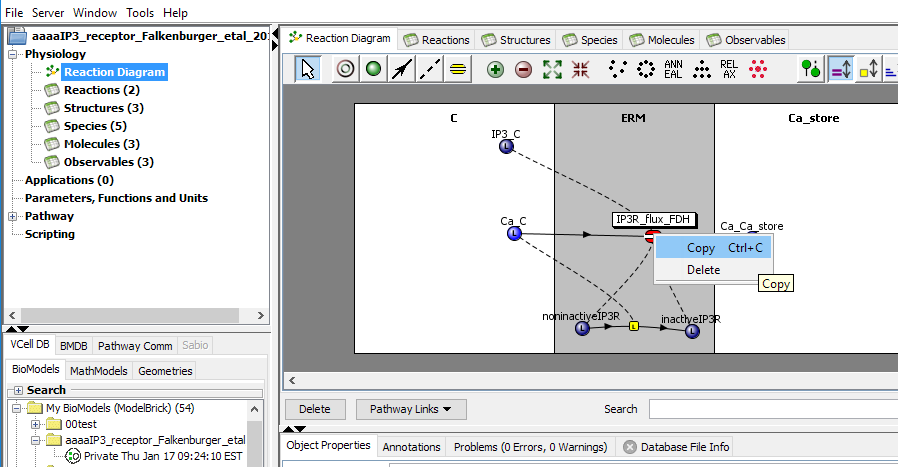 File Server Window Tools Help
aaaaIP3_receptor_Falkenburger_etal_201
Physiology
Reaction Diagram
Reactions (2)
Structures (3)
Species (5)
Molecules (3)
Observables (3)
Applications (0)
Parameters, Functions and Units
Pathway
Scripting
VCell DB BMDB Pathway Comm Sabio
BioModels MathModels Geometries
Search
My BioModels (ModelBrick) (54)
00test
aaaaIP3_receptor_Falkenburger_etal
Private Thu Jan 17 09:24:10 EST
Reaction Diagram Reactions Structures Species Molecules Observables
ANN EAL REL AX
C ERM Ca_store
IP3_C
IP3R_flux_FDH
Ca_C
Ca_Ca_store
L
Copy Ctrl+C
Delete
Copy
noninactiveIP3R inactiveIP3R
Delete Pathway Links Search
Object Properties Annotations Problems (0 Errors, 0 Warnings) Database File Info